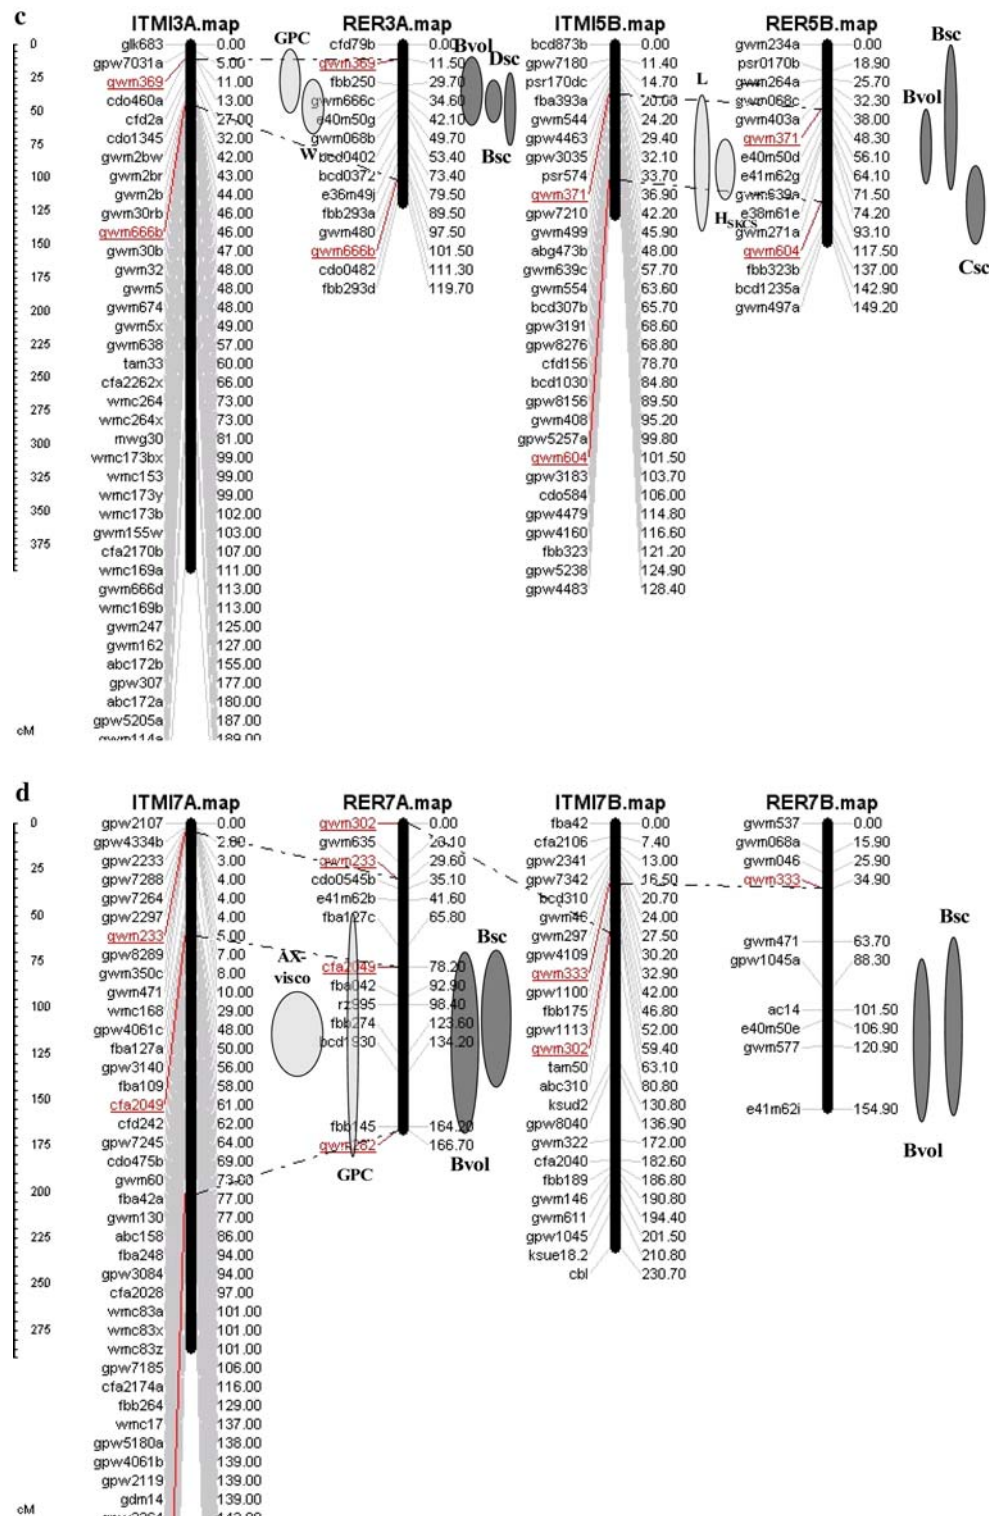 c
ITMI3A.map
glk683 0.00
gpw7031a 5.00
gwm369 11.00
cdo460a 13.00
cfd2a 27.00
cdo1345 32.00
gwm2bw 42.00
gwm2br 43.00
gwm2b 44.00
gwm30rb 46.00
gwm666b 46.00
gwm30b 47.00
gwm32 48.00
gwm5 48.00
gwm674 48.00
gwm5x 49.00
gwm638 57.00
tam33 60.00
cfa2262x 66.00
wmc264 73.00
wmc264x 73.00
mwg30 81.00
wmc173bx 99.00
wmc153 99.00
wmc173y 99.00
wmc173b 102.00
gwm155w 103.00
cfa2170b 107.00
wmc169a 111.00
gwm666d 113.00
wmc169b 113.00
gwm247 125.00
gwm162 127.00
abc172b 155.00
gpw307 177.00
abc172a 180.00
gpw5205a 187.00
gwm114a 189.00
0
25
50
75
100
125
150
175
200
225
250
275
300
325
350
375
cM
GPC
W
RER3A.map
cfd79b 0.00
gwm369 11.50
fbb250 29.70
gwm666c 34.60
e40m50g 42.10
gwm068b 49.70
bcd0402 53.40
bcd0372 73.40
e36m49j 79.50
fbb293a 89.50
gwm480 97.50
gwm666b 101.50
cdo0482 111.30
fbb293d 119.70
Bvol
Dsc
Bsc
ITMI5B.map
bcd873b 0.00
gpw7180 11.40
psr170dc 14.70
fba393a 20.00
gwm544 24.20
gpw4463 29.40
gpw3035 32.10
psr574 33.70
gwm371 36.90
gpw7210 42.20
gwm499 45.90
abg473b 48.00
gwm639c 57.70
gwm554 63.60
bcd307b 65.70
gpw3191 68.60
gpw8276 68.80
cfd156 78.70
bcd1030 84.80
gpw8156 89.50
gwm408 95.20
gpw5257a 99.80
gwm604 101.50
gpw3183 103.70
cdo584 106.00
gpw4479 114.80
gpw4160 116.60
fbb323 121.20
gpw5238 124.90
gpw4483 128.40
L
HSKCS
RER5B.map
gwm234a 0.00
psr0170b 18.90
gwm264a 25.70
gwm068c 32.30
gwm403a 38.00
gwm371 48.30
e40m50d 56.10
e41m62g 64.10
gwm639a 71.50
e38m61e 74.20
gwm271a 93.10
gwm604 117.50
fbb323b 137.00
bcd1235a 142.90
gwm497a 149.20
Bsc
Bvol
Csc
d
ITMI7A.map
gpw2107 0.00
gpw4334b 2.00
gpw2233 3.00
gpw7288 4.00
gpw7264 4.00
gpw2297 4.00
gwm233 5.00
gpw8289 7.00
gwm350c 8.00
gwm471 10.00
wmc168 29.00
gpw4061c 48.00
fba127a 50.00
gpw3140 56.00
fba109 58.00
cfa2049 61.00
cfd242 62.00
gpw7245 64.00
cdo475b 69.00
gwm60 73.00
fba42a 77.00
gwm130 77.00
abc158 86.00
fba248 94.00
gpw3084 94.00
cfa2028 97.00
wmc83a 101.00
wmc83x 101.00
wmc83z 101.00
gpw7185 106.00
cfa2174a 116.00
fbb264 129.00
wmc17 137.00
gpw5180a 138.00
gpw4061b 139.00
gpw2119 139.00
gdm14 139.00
0
25
50
75
100
125
150
175
200
225
250
275
cM
AX-
visco
RER7A.map
gwm302 0.00
gwm635
gwm233 29.60
cdo0545b 35.10
e41m62b 41.60
fba127c 65.80
cfa2049 78.20
fba042 92.90
rz995 98.40
fbb274 123.60
bcd1930 134.20
fbb145 164.20
gwm282 166.70
GPC
Bsc
Bvol
ITMI7B.map
fba42 0.00
cfa2106 7.40
gpw2341 13.00
gpw7342 16.50
bcd310 20.70
gwm46 24.00
gwm297 27.50
gpw4109 30.20
gwm333 32.90
gpw1100 42.00
fbb175 46.80
gpw1113 52.00
gwm302 59.40
tam50 63.10
abc310 80.80
ksud2 130.80
gpw8040 136.90
gwm322 172.00
cfa2040 182.60
fbb189 186.80
gwm146 190.80
gwm611 194.40
gpw1045 201.50
ksue18.2 210.80
cbl 230.70
RER7B.map
gwm537 0.00
gwm068a 15.90
gwm046 25.90
gwm333 34.90
gwm471 63.70
gpw1045a 88.30
ac14 101.50
e40m50e 106.90
gwm577 120.90
e41m62i 154.90
Bsc
Bvol